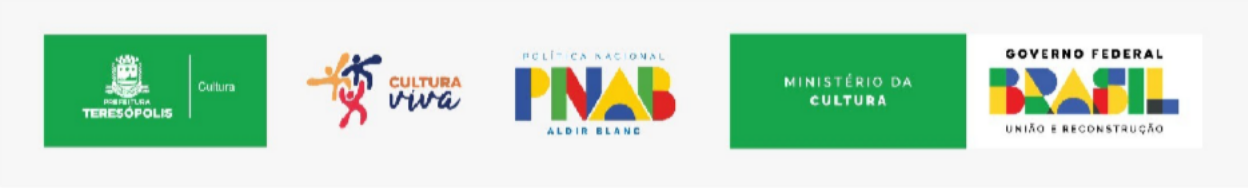 PREFEITURA
TERESÓPOLIS
Cultura
CULTURA
viva
POLÍTICA NACIONAL
PNAB
ALDIR BLANC
MINISTÉRIO DA
CULTURA
GOVERNO FEDERAL
BRASIL
UNIÃO E RECONSTRUÇÃO